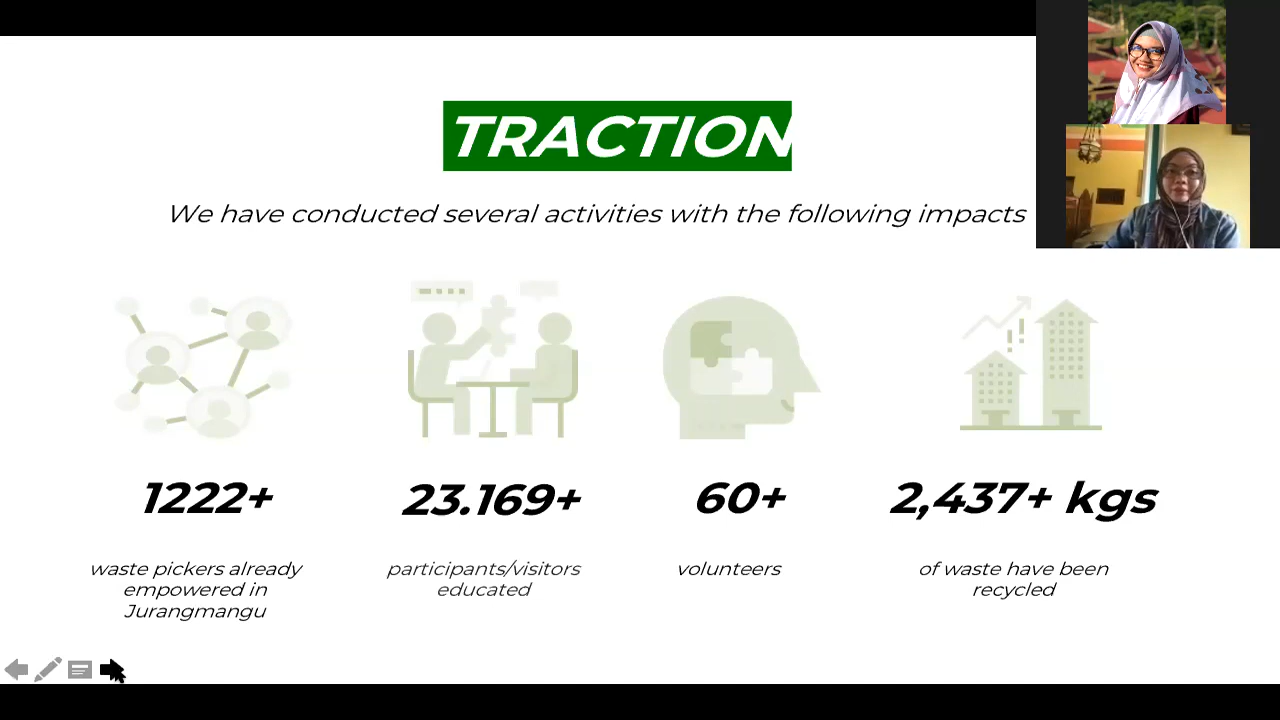 TRACTION
We have conducted several activities with the following impacts
1222+
waste pickers already
empowered in
Jurangmangu
23.169+
participants/visitors
educated
60+
volunteers
2,437+ kgs
of waste have been
recycled